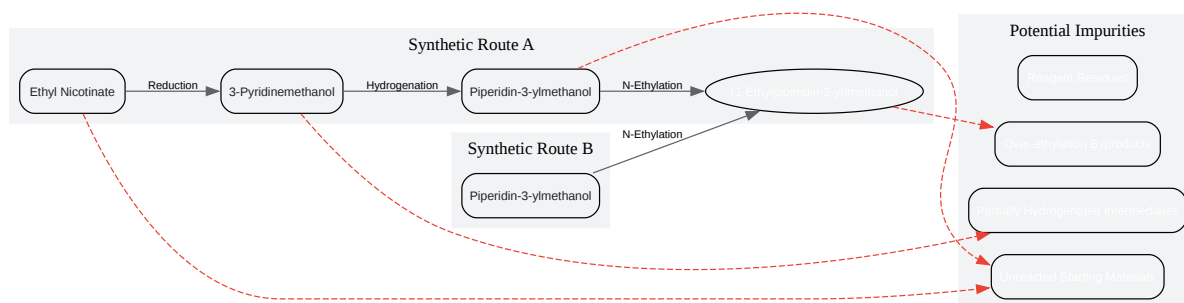 Synthetic Route A
Ethyl Nicotinate
Reduction
3-Pyridinemethanol
Hydrogenation
Piperidin-3-ylmethanol
N-Ethylation
(1-Ethylpiperidin-3-yl)methanol
Synthetic Route B
Piperidin-3-ylmethanol
N-Ethylation
Potential Impurities
Reagent Residues
Over-ethylation Byproducts
Partially Hydrogenated Intermediates
Unreacted Starting Materials